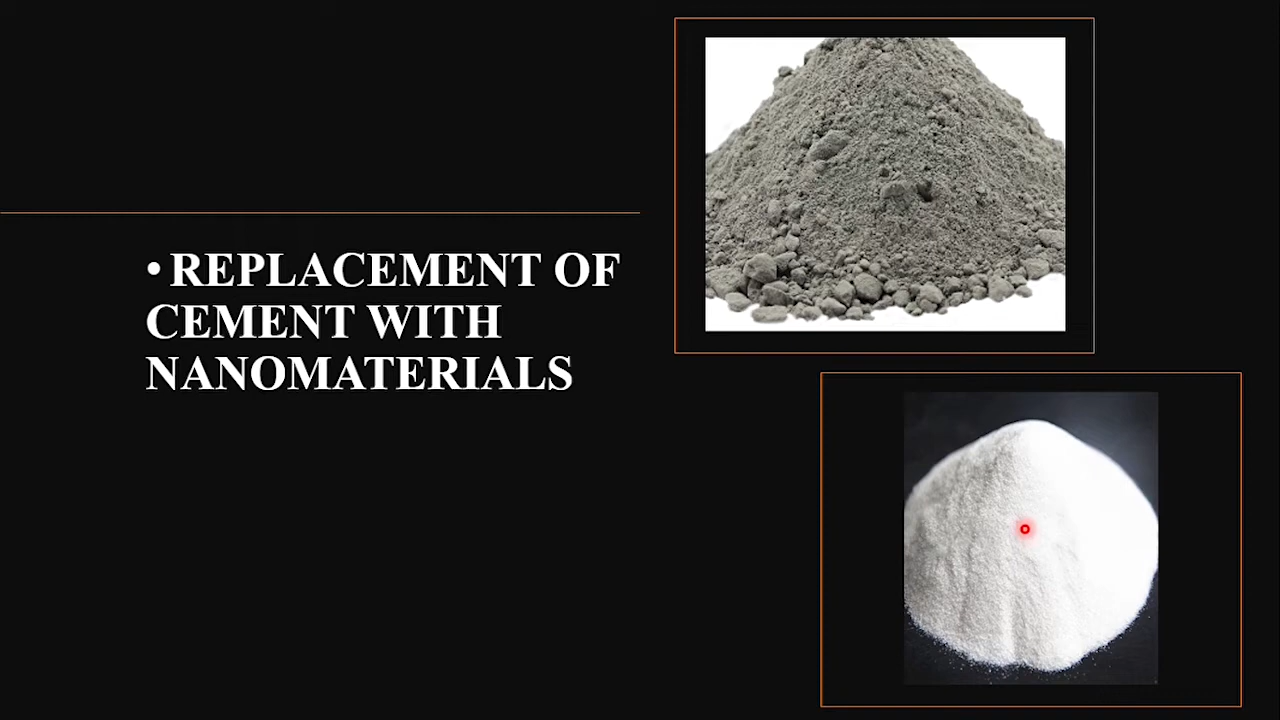 • REPLACEMENT OF
CEMENT WITH
NANOMATERIALS